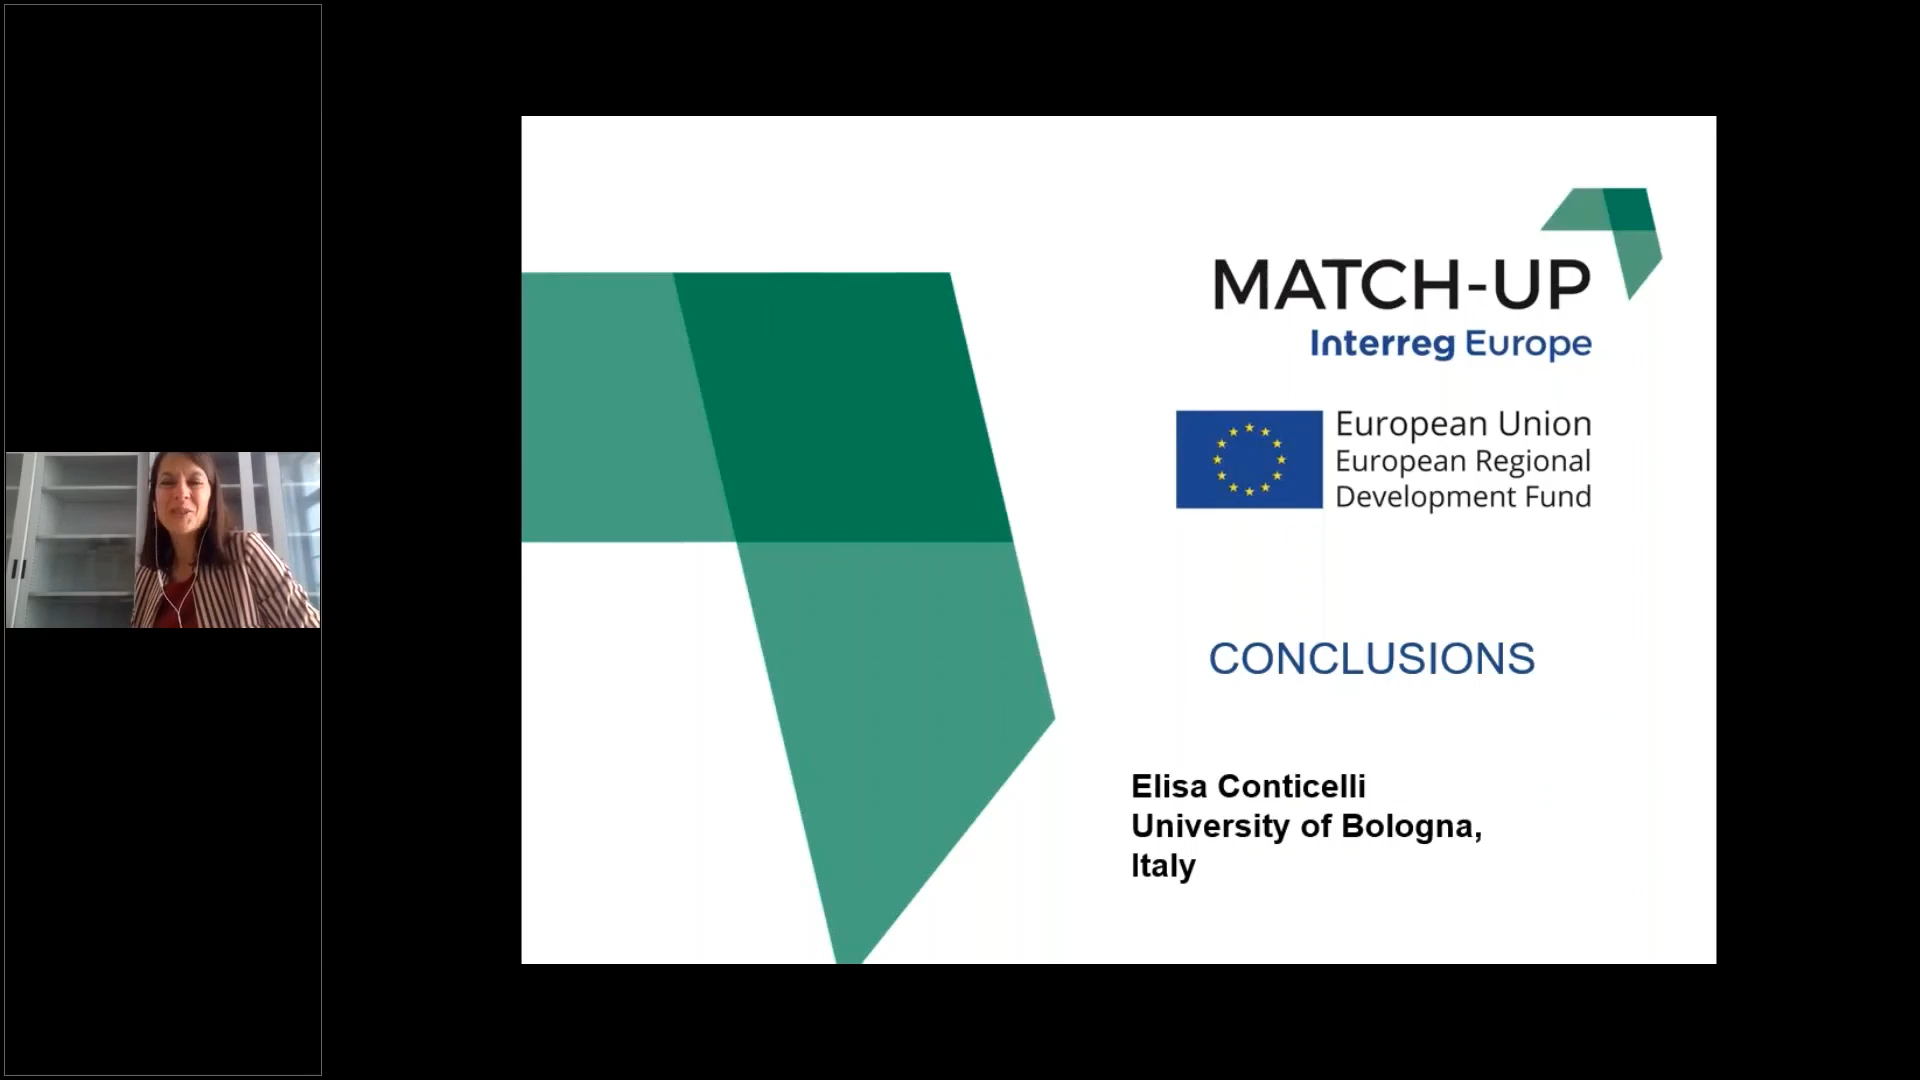 MATCH-UP
Interreg Europe
European Union
European Regional
Development Fund
CONCLUSIONS
Elisa Conticelli
University of Bologna,
Italy